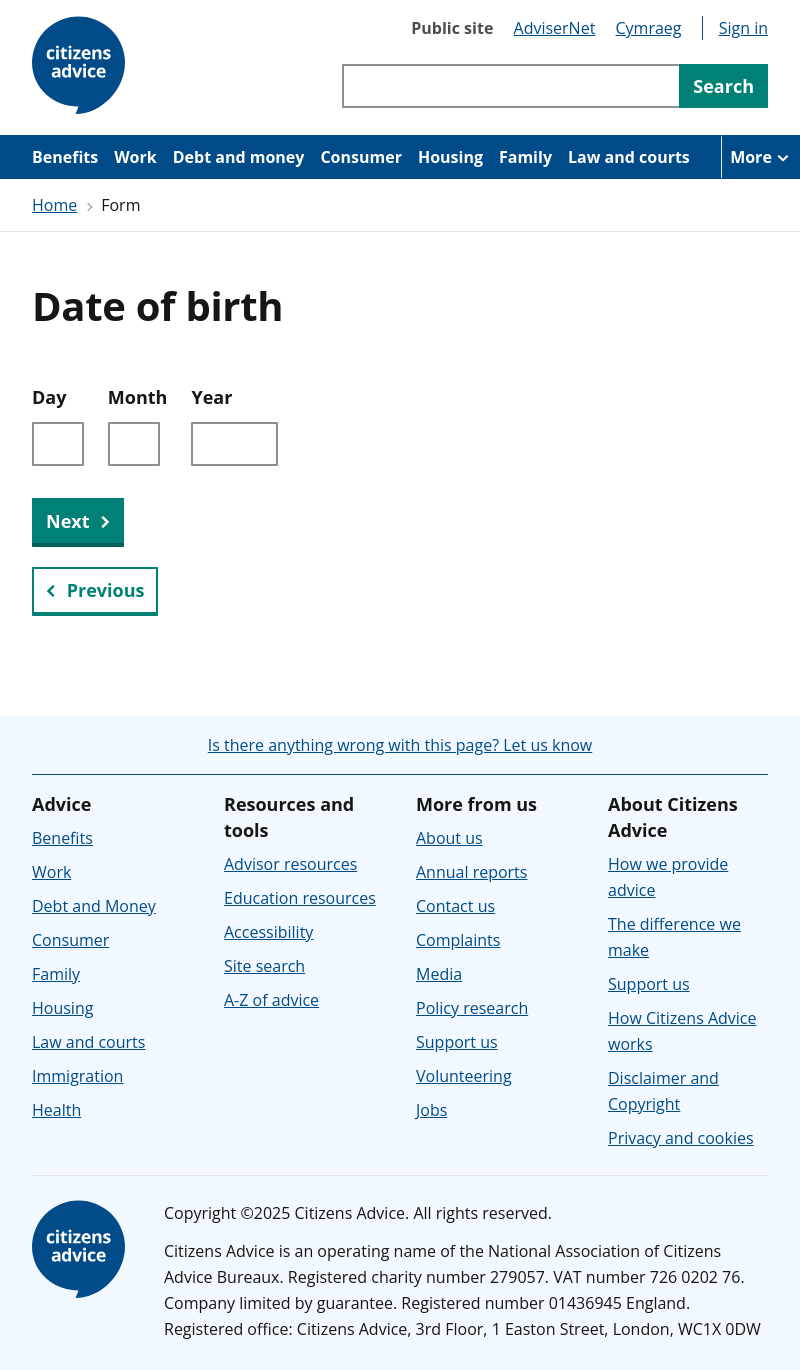 citizens
advice
Public site AdviserNet Cymraeg Sign in
Search
Benefits Work Debt and money Consumer Housing Family Law and courts More
Home Form
Date of birth
Day Month Year
Next
Previous
Is there anything wrong with this page? Let us know
Advice
Benefits
Work
Debt and Money
Consumer
Family
Housing
Law and courts
Immigration
Health
Resources and
tools
Advisor resources
Education resources
Accessibility
Site search
A-Z of advice
More from us
About us
Annual reports
Contact us
Complaints
Media
Policy research
Support us
Volunteering
Jobs
About Citizens
Advice
How we provide
advice
The difference we
make
Support us
How Citizens Advice
works
Disclaimer and
Copyright
Privacy and cookies
citizens
advice
Copyright ©2025 Citizens Advice. All rights reserved.
Citizens Advice is an operating name of the National Association of Citizens
Advice Bureaux. Registered charity number 279057. VAT number 726 0202 76.
Company limited by guarantee. Registered number 01436945 England.
Registered office: Citizens Advice, 3rd Floor, 1 Easton Street, London, WC1X 0DW